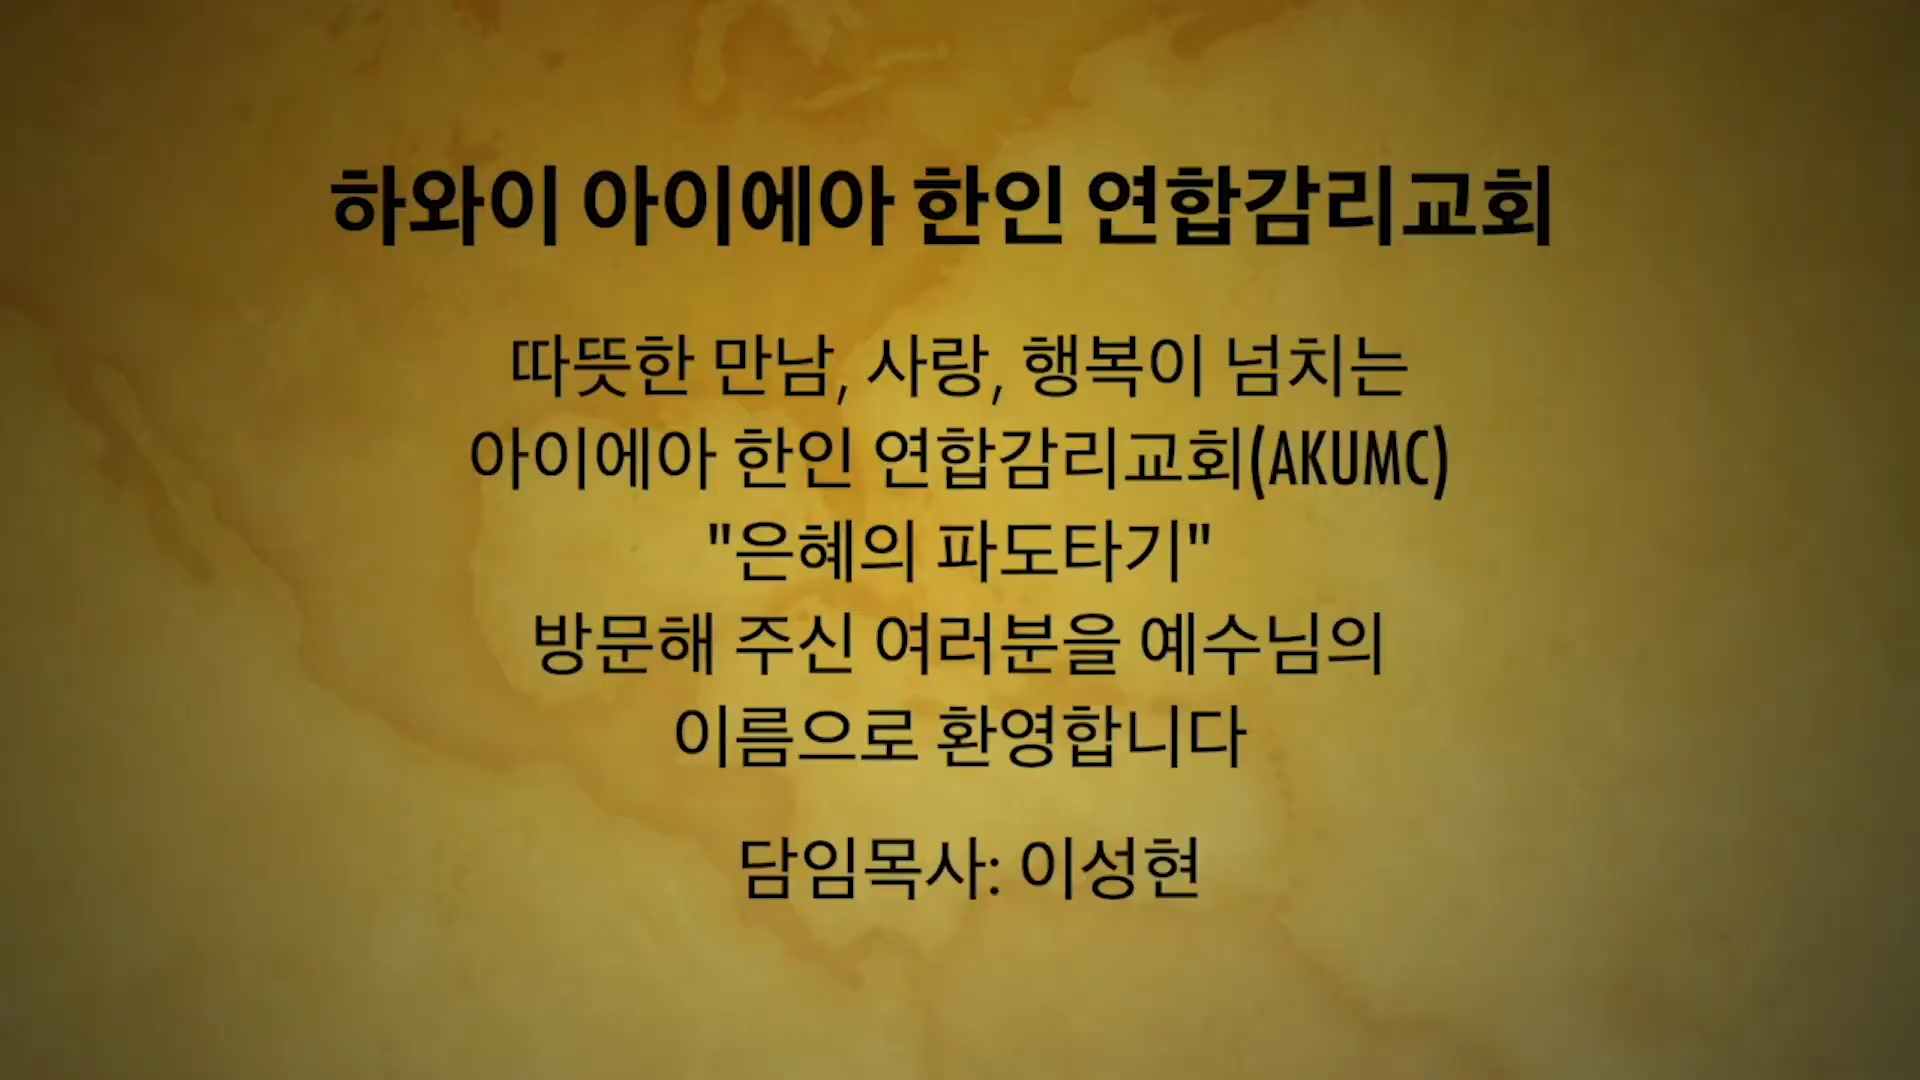 하와이 아이에아 한인 연합감리교회
따뜻한 만남, 사랑, 행복이 넘치는
아이에아 한인 연합감리교회(AKUMC)
"은혜의 파도타기"
방문해 주신 여러분을 예수님의
이름으로 환영합니다
담임목사: 이성현